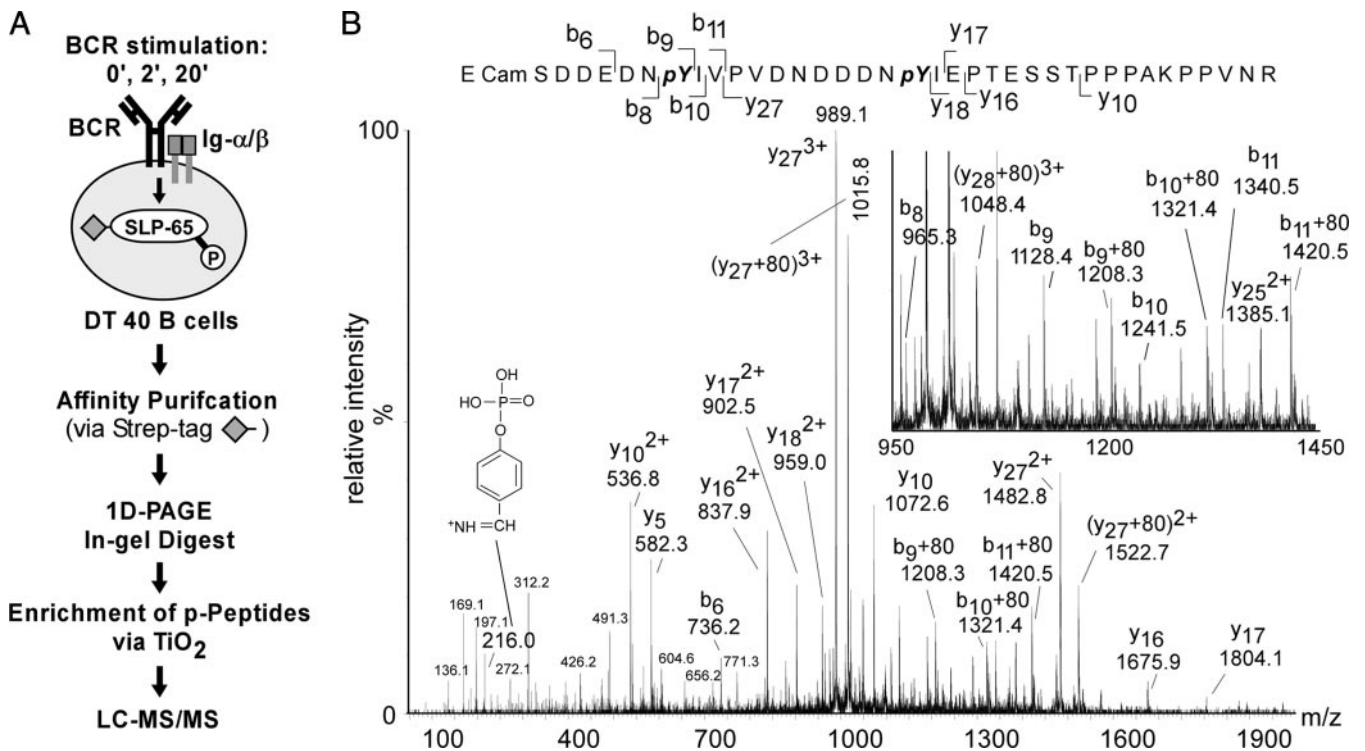 A
BCR stimulation:
0', 2', 20'
BCR
Ig-α/β
SLP-65
P
DT 40 B cells
Affinity Purifcation
(via Strep-tag )
1D-PAGE
In-gel Digest
Enrichment of p-Peptides
via TiO2
LC-MS/MS
B
b6 b9 b11 y17
E Cam S D D E D N pY I V P V D N D D D N pY I E P T E S S T P P P A K P P V N R
b8 b10 y27 y18 y16 y10
100
%
0
relative intensity
989.1
y27 3+
1015.8
(y27+80)3+
OH
HO P O
O
+NH CH
y17 2+
902.5
y18 2+
959.0
y10 2+
536.8
y5
582.3
y16 2+
837.9
y10
1072.6
y27 2+
1482.8
(y27+80)2+
1522.7
b9+80
1208.3
b11+80
1420.5
b10+80
1321.4
b6
736.2
y16
1675.9
y17
1804.1
136.1
169.1
197.1
216.0
272.1
312.2
426.2
491.3
604.6
656.2
771.3
b8
965.3
(y28+80)3+
1048.4
b9
1128.4
b9+80
1208.3
b10
1241.5
b10+80
1321.4
b11
1340.5
y25 2+
1385.1
b11+80
1420.5
950 1200 1450
100 400 700 1000 1300 1600 1900 m/z